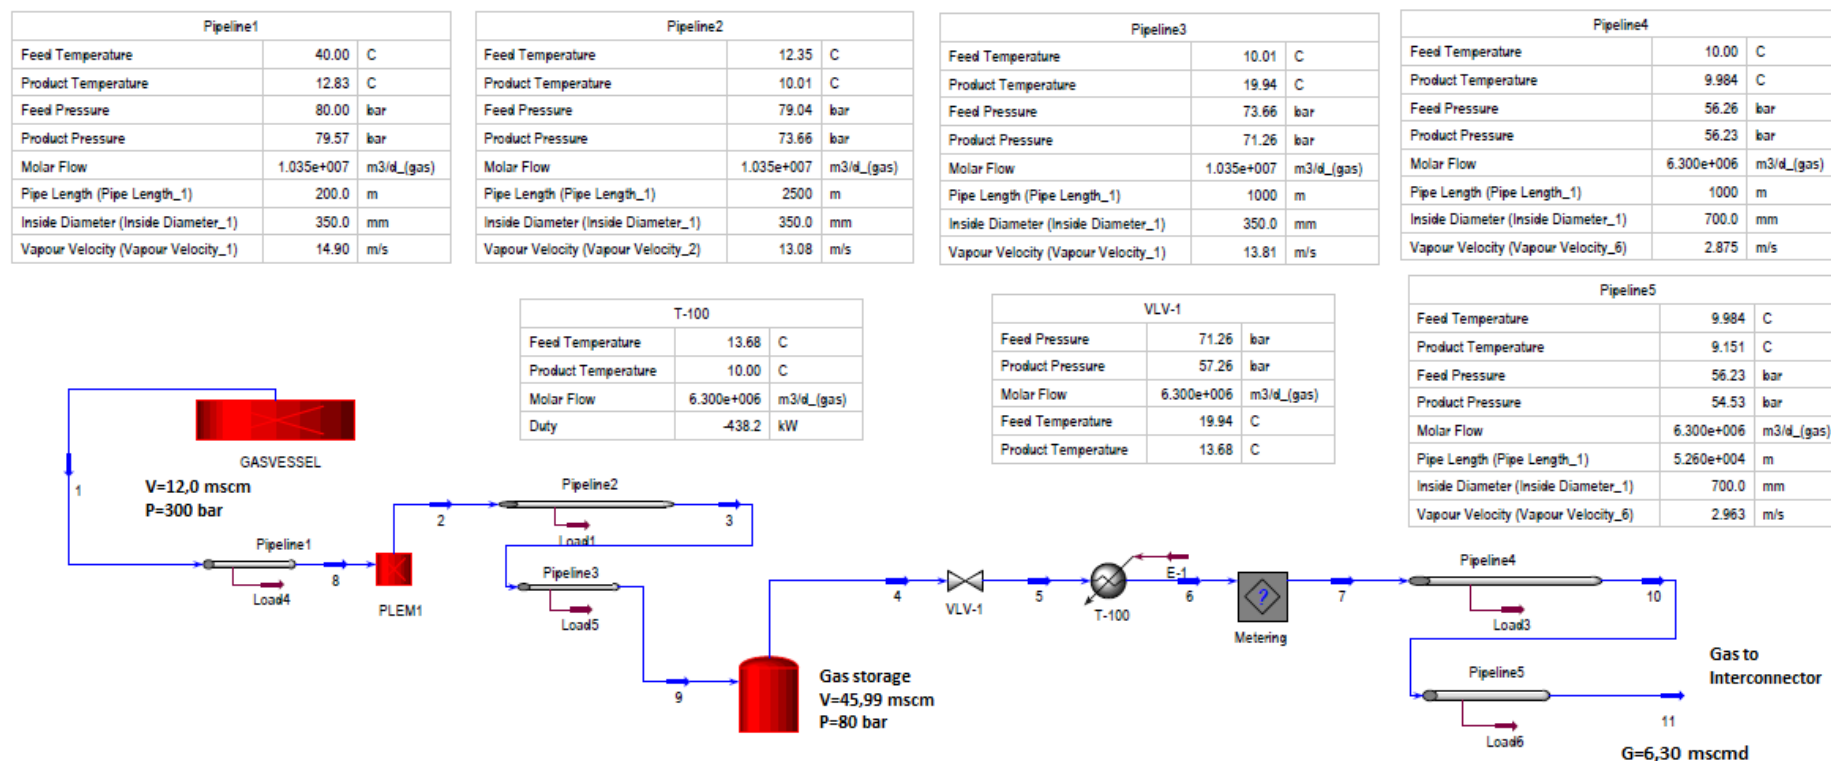 Pipeline1
Feed Temperature 40.00 C
Product Temperature 12.83 C
Feed Pressure 80.00 bar
Product Pressure 79.57 bar
Molar Flow 1.035e+007 m3/d_(gas)
Pipe Length (Pipe Length_1) 200.0 m
Inside Diameter (Inside Diameter_1) 350.0 mm
Vapour Velocity (Vapour Velocity_1) 14.90 m/s
Pipeline2
Feed Temperature 12.35 C
Product Temperature 10.01 C
Feed Pressure 79.04 bar
Product Pressure 73.66 bar
Molar Flow 1.035e+007 m3/d_(gas)
Pipe Length (Pipe Length_1) 2500 m
Inside Diameter (Inside Diameter_1) 350.0 mm
Vapour Velocity (Vapour Velocity_2) 13.08 m/s
Pipeline3
Feed Temperature 10.01 C
Product Temperature 19.94 C
Feed Pressure 73.66 bar
Product Pressure 71.26 bar
Molar Flow 1.035e+007 m3/d_(gas)
Pipe Length (Pipe Length_1) 1000 m
Inside Diameter (Inside Diameter_1) 350.0 mm
Vapour Velocity (Vapour Velocity_1) 13.81 m/s
Pipeline4
Feed Temperature 10.00 C
Product Temperature 9.984 C
Feed Pressure 56.26 bar
Product Pressure 56.23 bar
Molar Flow 6.300e+006 m3/d_(gas)
Pipe Length (Pipe Length_1) 1000 m
Inside Diameter (Inside Diameter_1) 700.0 mm
Vapour Velocity (Vapour Velocity_6) 2.875 m/s
T-100
Feed Temperature 13.68 C
Product Temperature 10.00 C
Molar Flow 6.300e+006 m3/d_(gas)
Duty -438.2 kW
VLV-1
Feed Pressure 71.26 bar
Product Pressure 57.26 bar
Molar Flow 6.300e+006 m3/d_(gas)
Feed Temperature 19.94 C
Product Temperature 13.68 C
Pipeline5
Feed Temperature 9.984 C
Product Temperature 9.151 C
Feed Pressure 56.23 bar
Product Pressure 54.53 bar
Molar Flow 6.300e+006 m3/d_(gas)
Pipe Length (Pipe Length_1) 5.260e+004 m
Inside Diameter (Inside Diameter_1) 700.0 mm
Vapour Velocity (Vapour Velocity_6) 2.963 m/s
GASVESSEL
V=12,0 mscm
P=300 bar
1
Pipeline1
Load4
8
PLEM1
2
Pipeline2
Load1
3
Pipeline3
Load5
9
Gas storage
V=45,99 mscm
P=80 bar
4
VLV-1
5
E-1
T-100
6
?
Metering
7
Pipeline4
Load3
10
Pipeline5
Load6
Gas to
Interconnector
11
G=6,30 mscmd